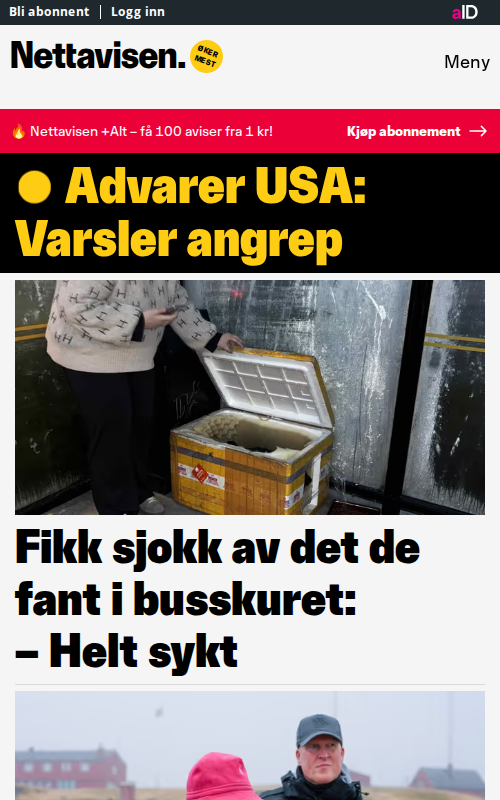 Bli abonnent | Logg inn
aID
Nettavisen.
ØKER
MEST
Meny
🔥 Nettavisen +Alt – få 100 aviser fra 1 kr!
Kjøp abonnement →
Advarer USA:
Varsler angrep
Fikk sjokk av det de
fant i busskuret:
– Helt sykt